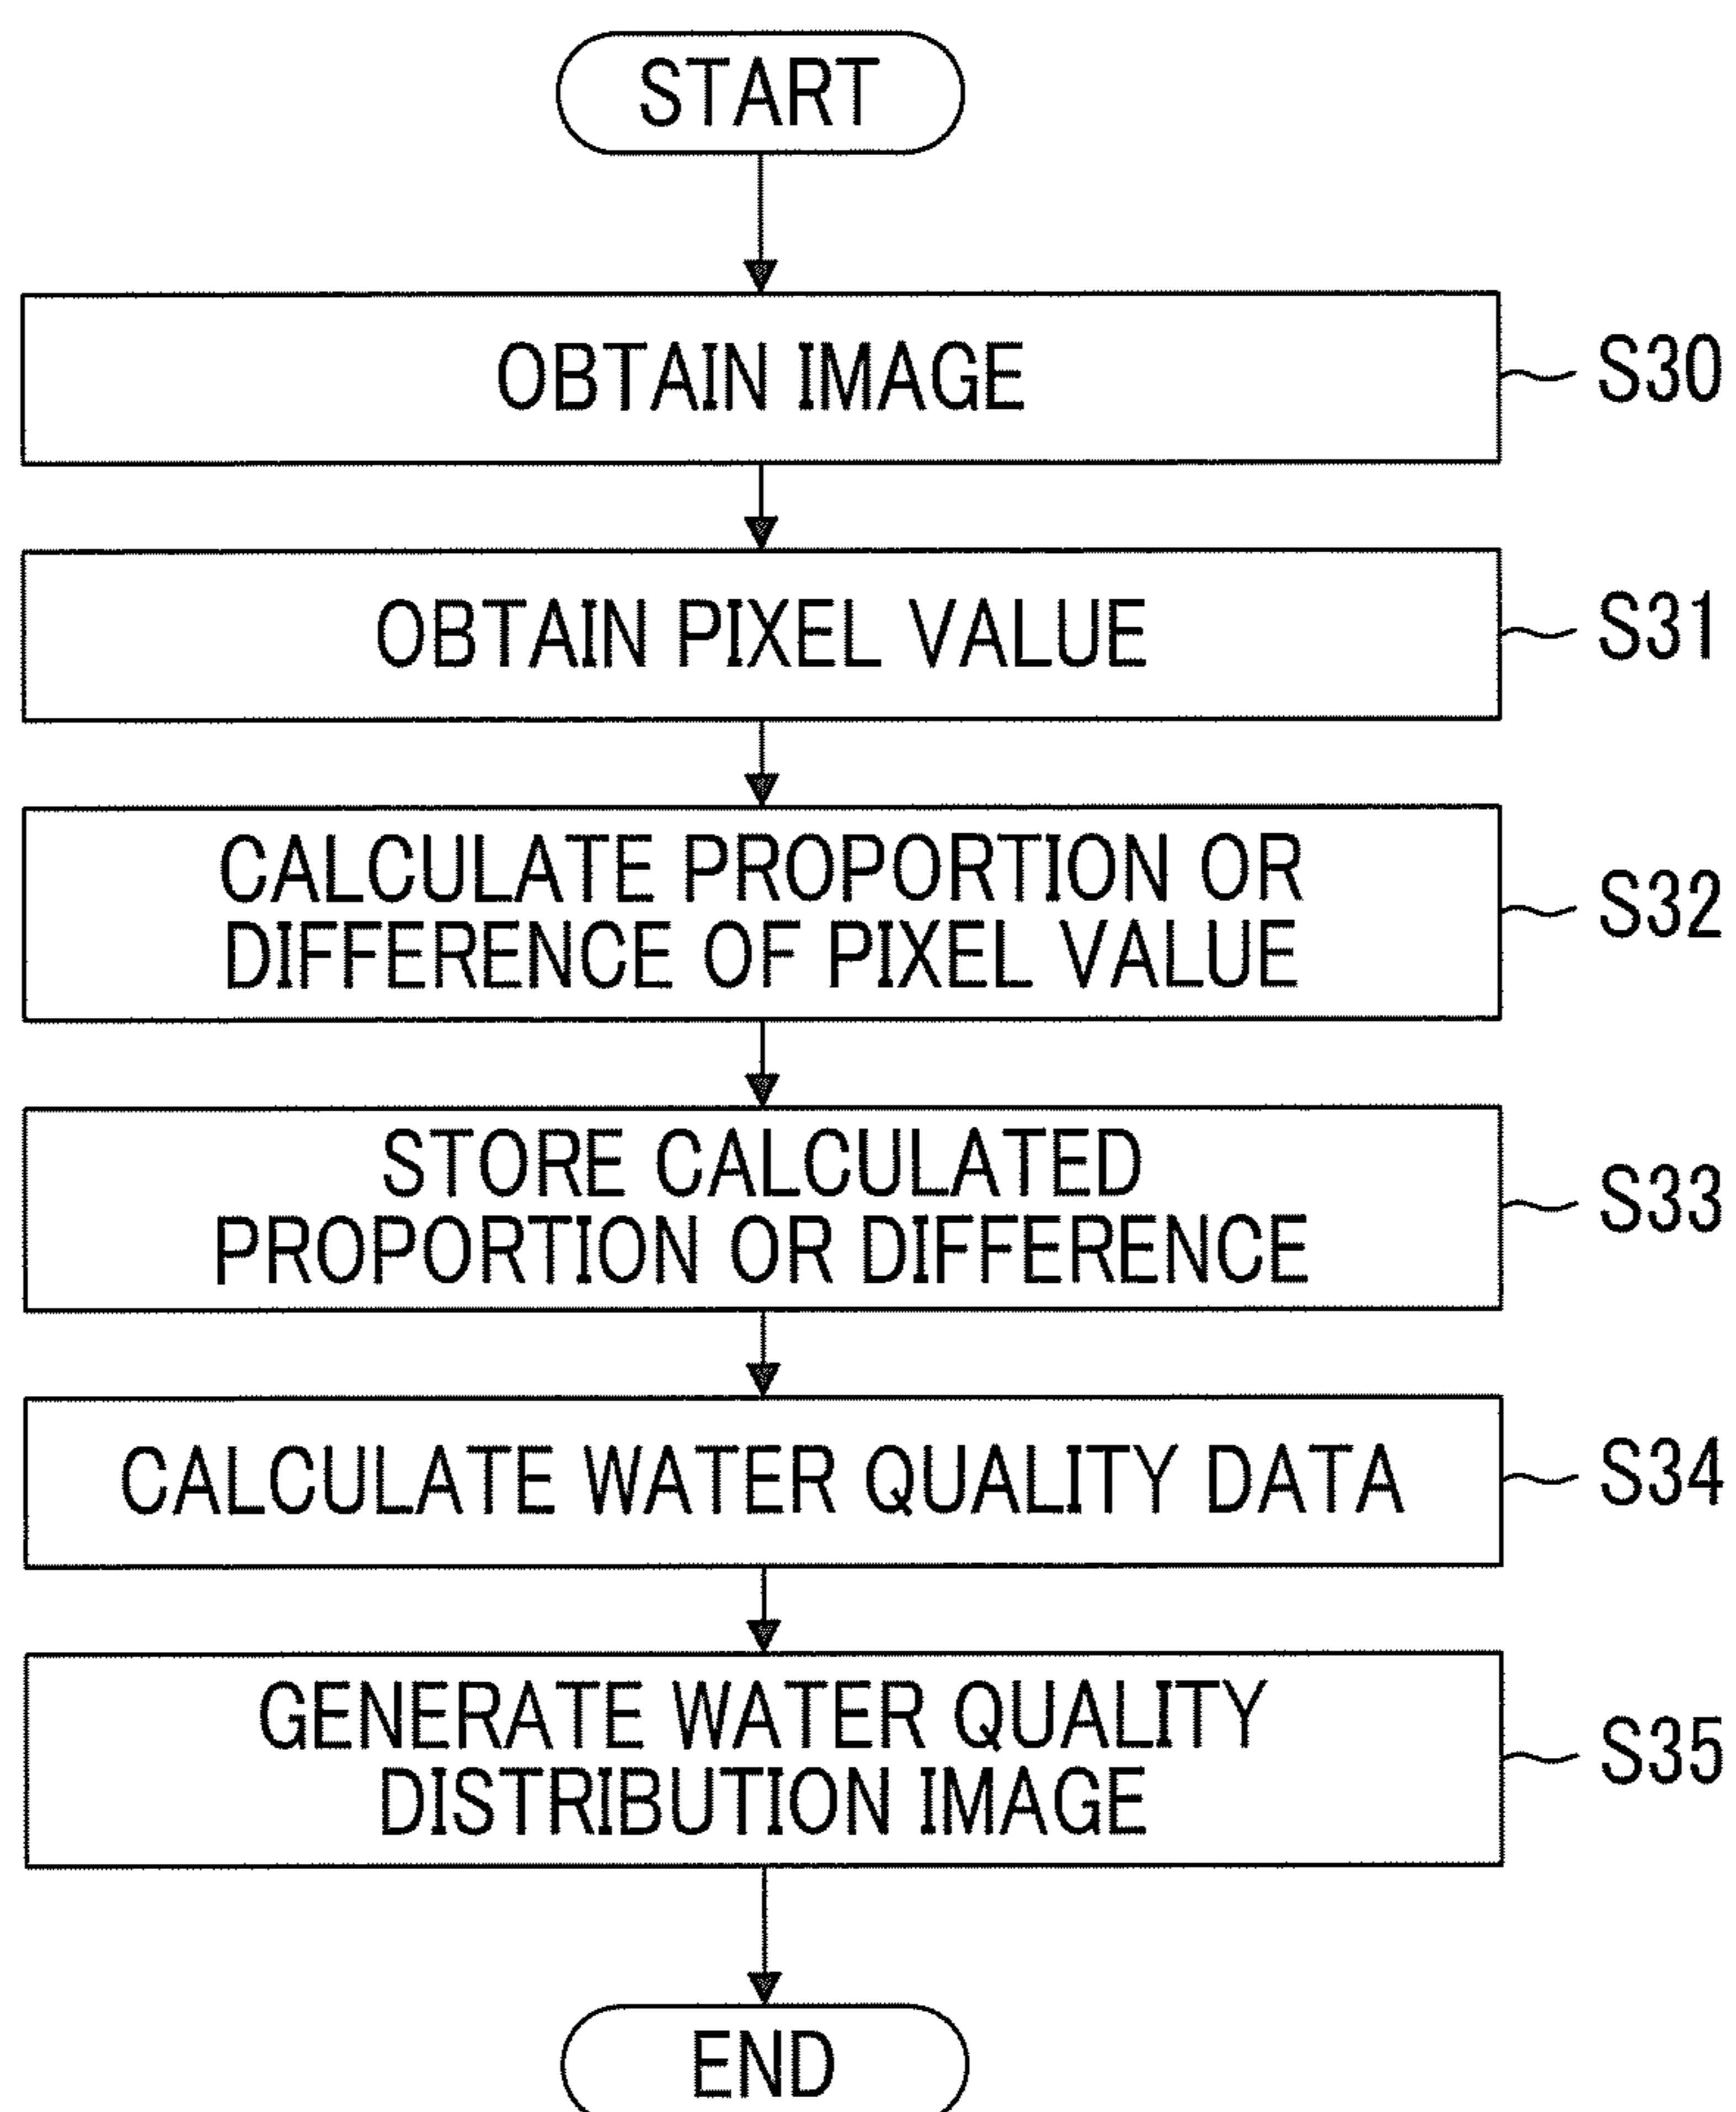 START
OBTAIN IMAGE
S30
OBTAIN PIXEL VALUE
S31
CALCULATE PROPORTION OR
DIFFERENCE OF PIXEL VALUE
S32
STORE CALCULATED
PROPORTION OR DIFFERENCE
S33
CALCULATE WATER QUALITY DATA
S34
GENERATE WATER QUALITY
DISTRIBUTION IMAGE
S35
END